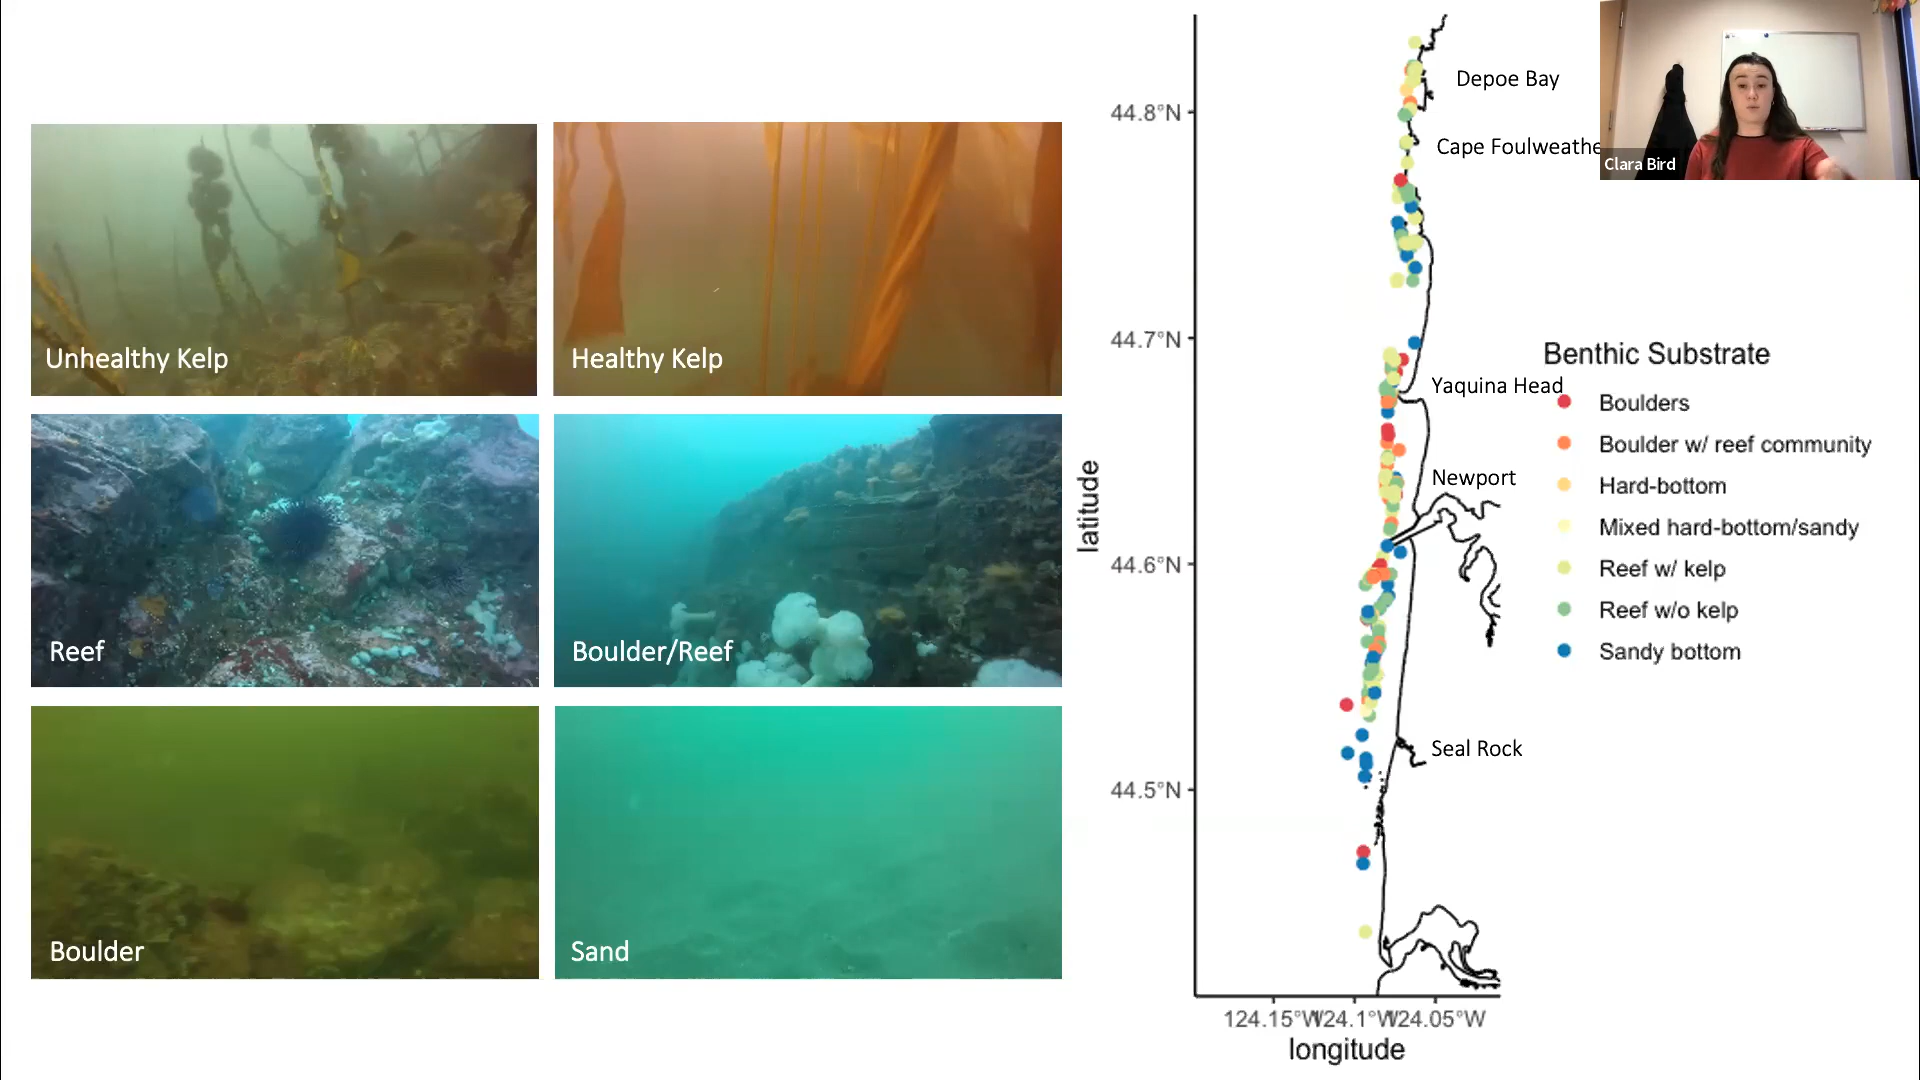 Unhealthy Kelp
Healthy Kelp
Reef
Boulder/Reef
Boulder
Sand
latitude
44.8°N
44.7°N
44.6°N
44.5°N
124.15°W
124.1°W
124.05°W
longitude
Depoe Bay
Cape Foulweathe
Yaquina Head
Newport
Seal Rock
Benthic Substrate
Boulders
Boulder w/ reef community
Hard-bottom
Mixed hard-bottom/sandy
Reef w/ kelp
Reef w/o kelp
Sandy bottom
Clara Bird